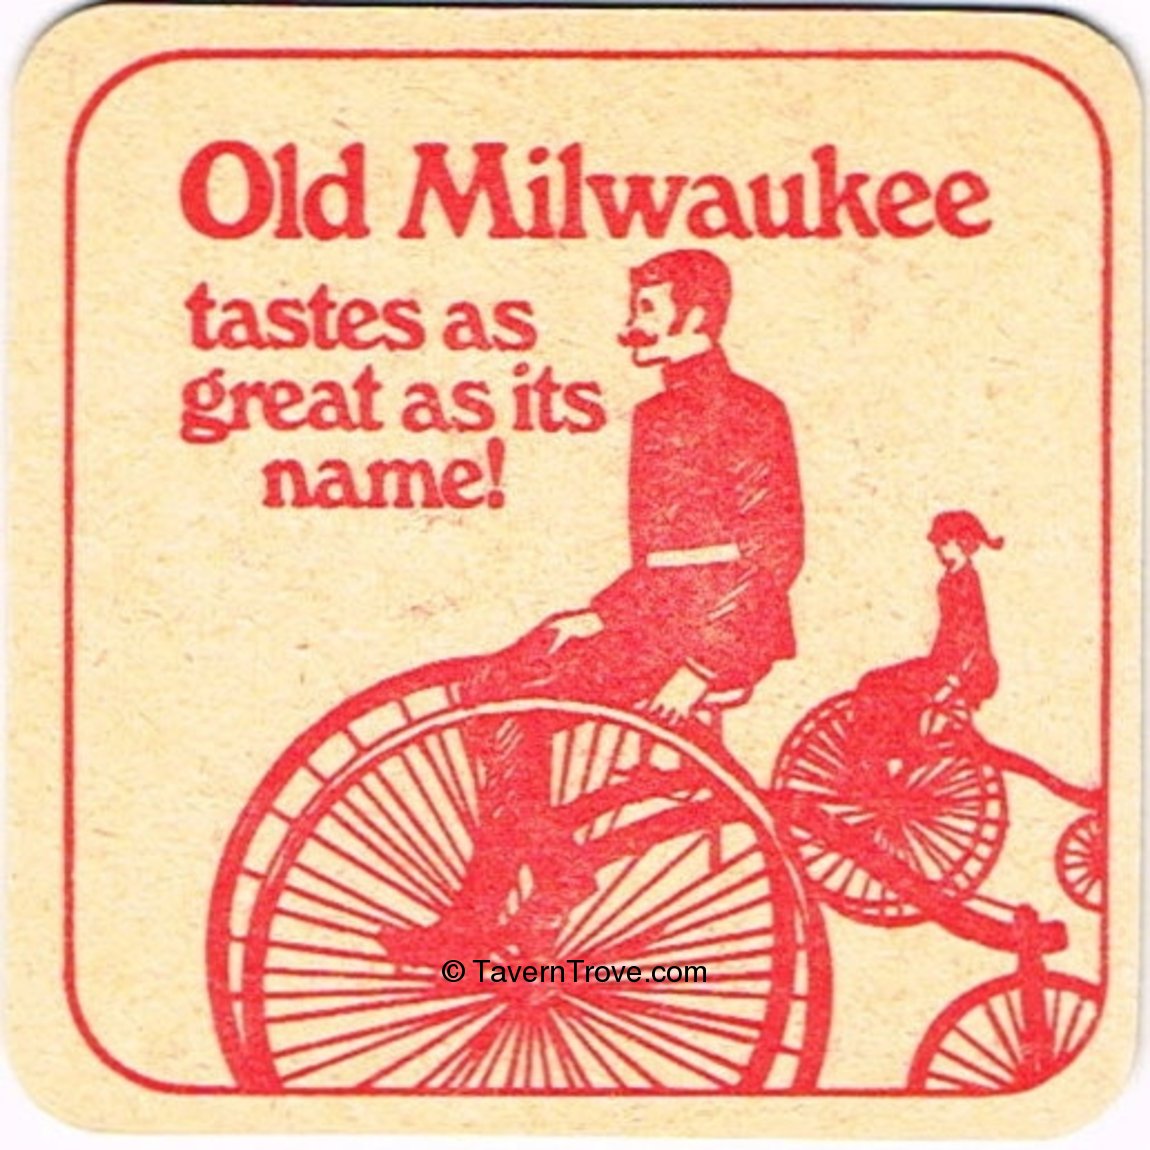 Old Milwaukee
tastes as
great as its
name!
© TavernTrove.com